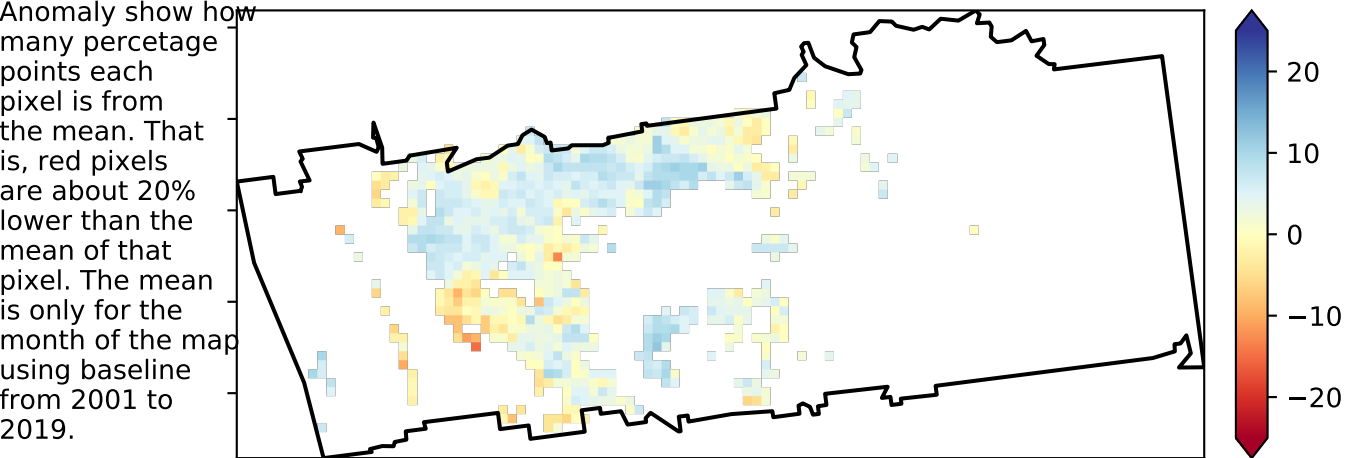 Anomaly show how
many percetage
points each
pixel is from
the mean. That
is, red pixels
are about 20%
lower than the
mean of that
pixel. The mean
is only for the
month of the map
using baseline
from 2001 to
2019.
20
10
0
−10
−20